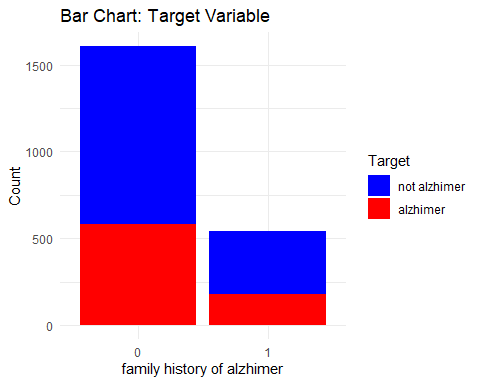 Bar Chart: Target Variable
1500
1000
500
0
Count
0 1
family history of alzhimer
Target
not alzhimer
alzhimer